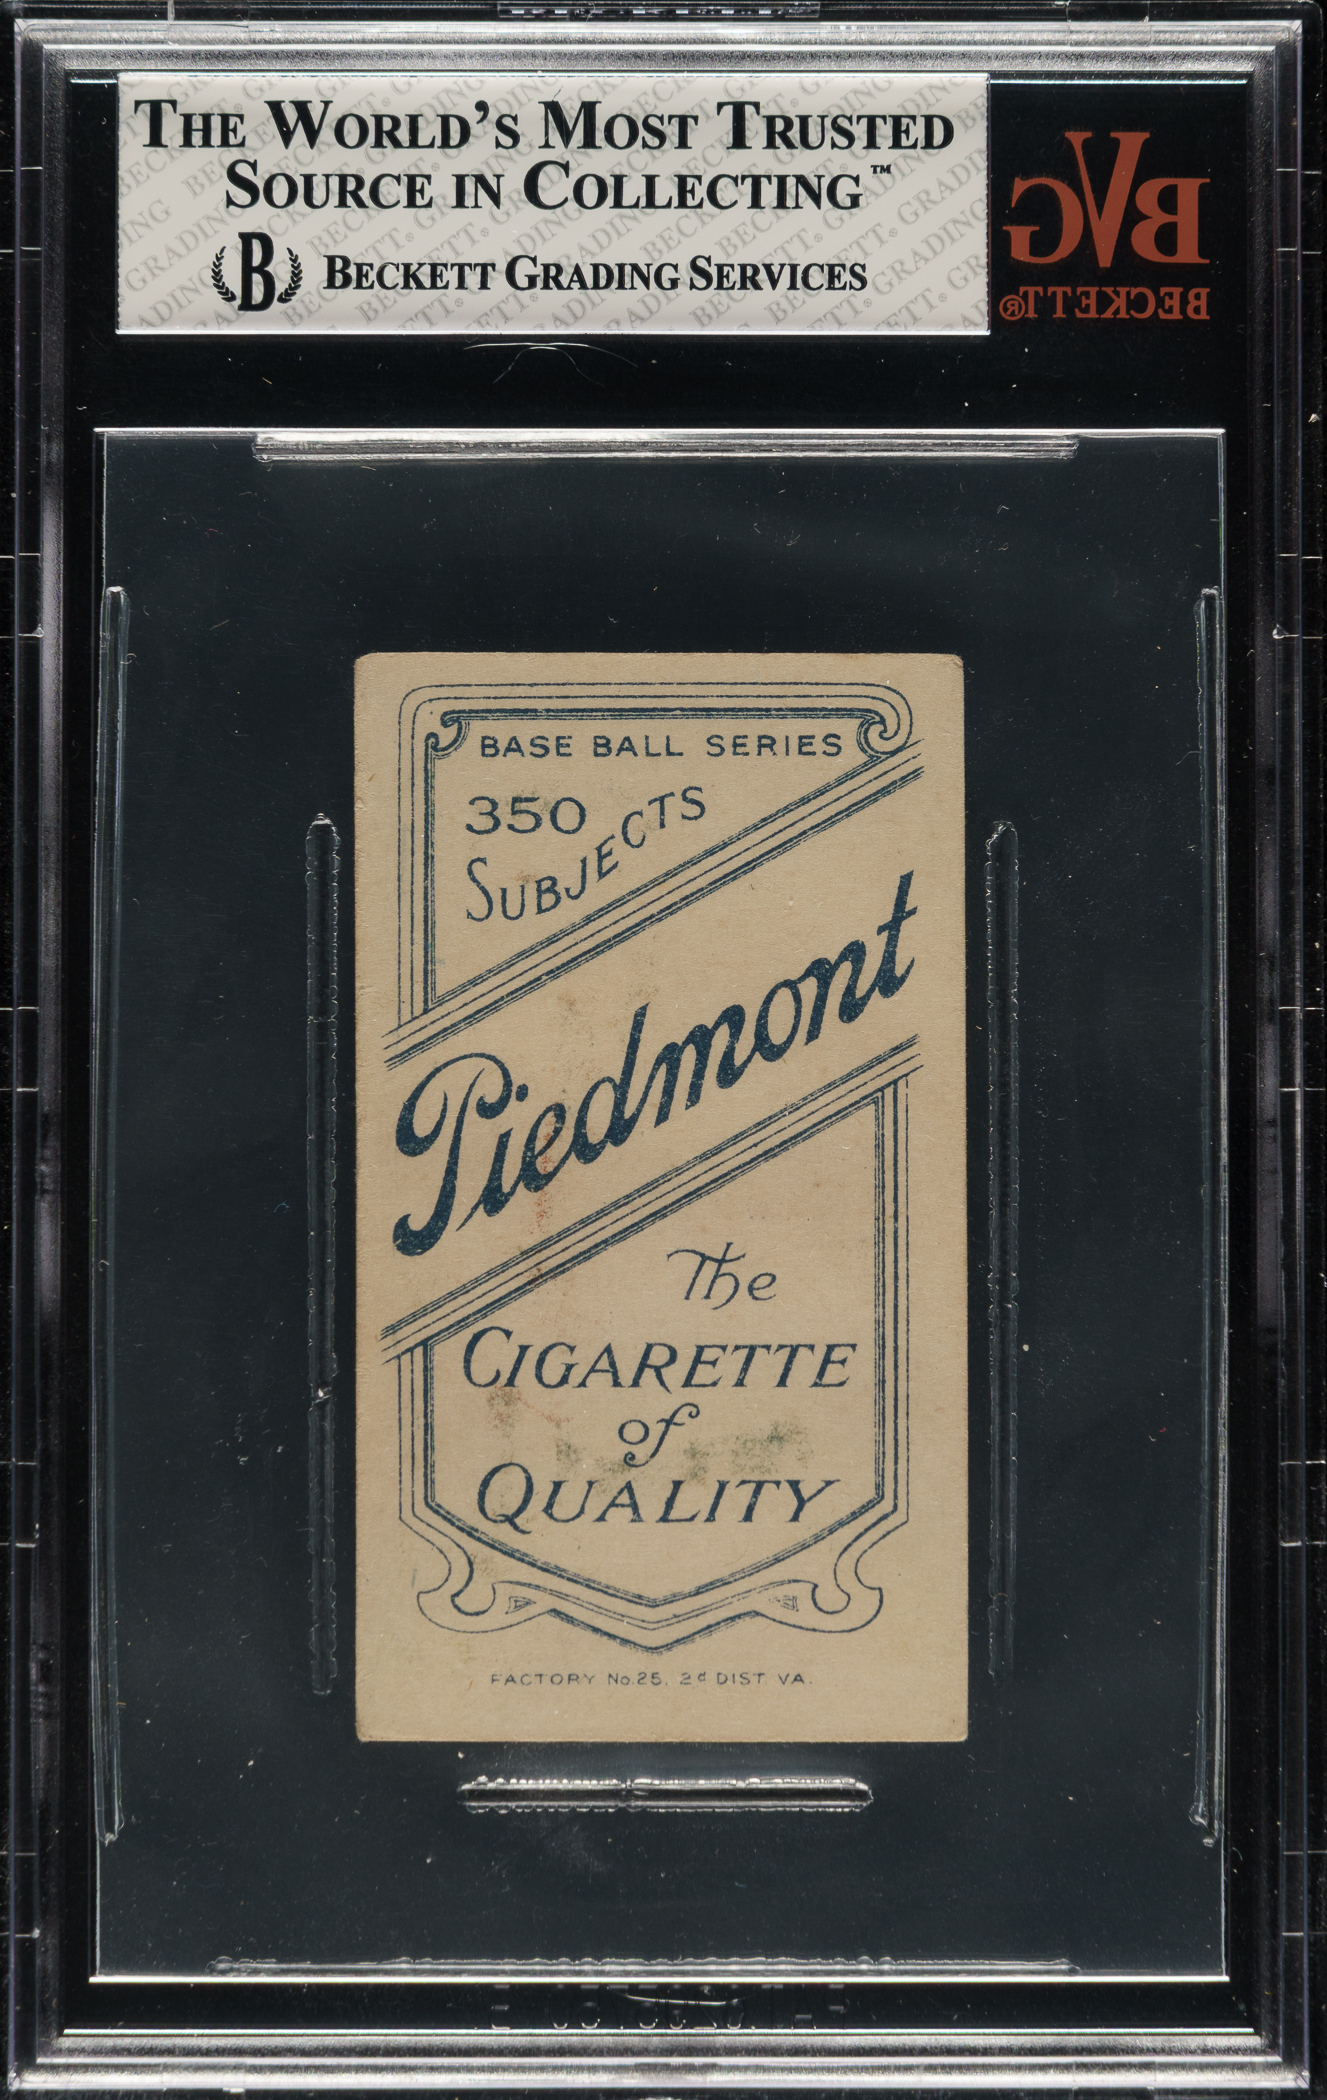 THE WORLD'S MOST TRUSTED
SOURCE IN COLLECTING™
B BECKETT GRADING SERVICES
BVG
BECKETT®
BASE BALL SERIES
350
SUBJECTS
Piedmont
The
CIGARETTE
of
QUALITY
FACTORY No.25, 2d DIST. VA.